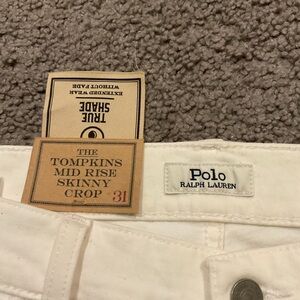 TRUE
SHADE
EXTENDED WEAR
WITHOUT FADE
THE
TOMPKINS
MID RISE
SKINNY
CROP 31
Polo
RALPH LAUREN